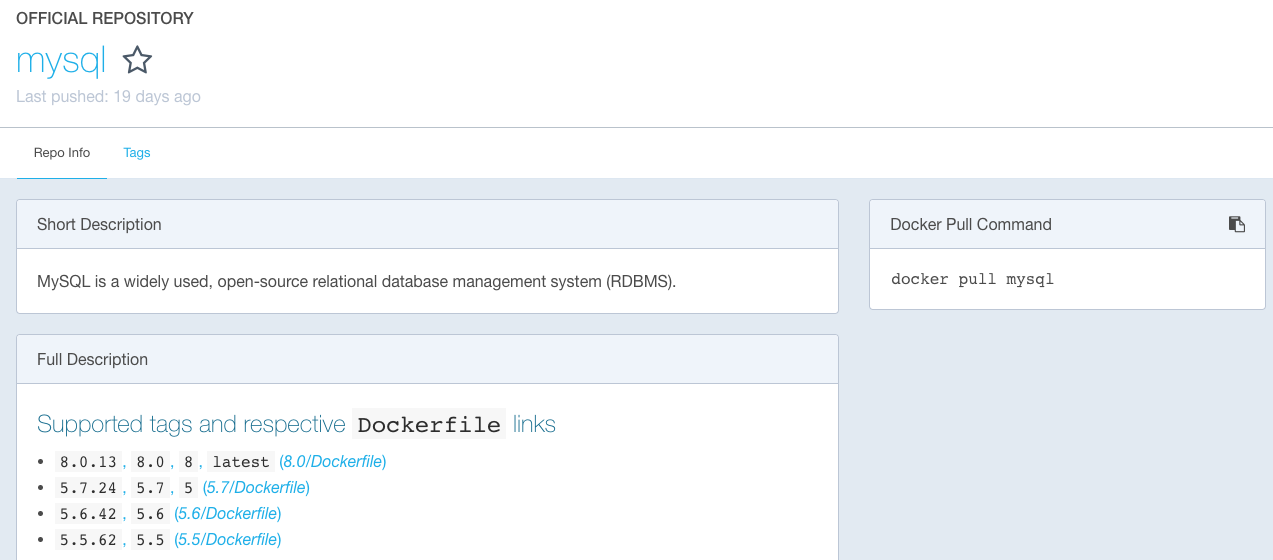 OFFICIAL REPOSITORY
mysql
Last pushed: 19 days ago
Repo Info Tags
Short Description
MySQL is a widely used, open-source relational database management system (RDBMS).
Docker Pull Command
docker pull mysql
Full Description
Supported tags and respective Dockerfile links
• 8.0.13, 8.0, 8, latest (8.0/Dockerfile)
• 5.7.24, 5.7, 5 (5.7/Dockerfile)
• 5.6.42, 5.6 (5.6/Dockerfile)
• 5.5.62, 5.5 (5.5/Dockerfile)